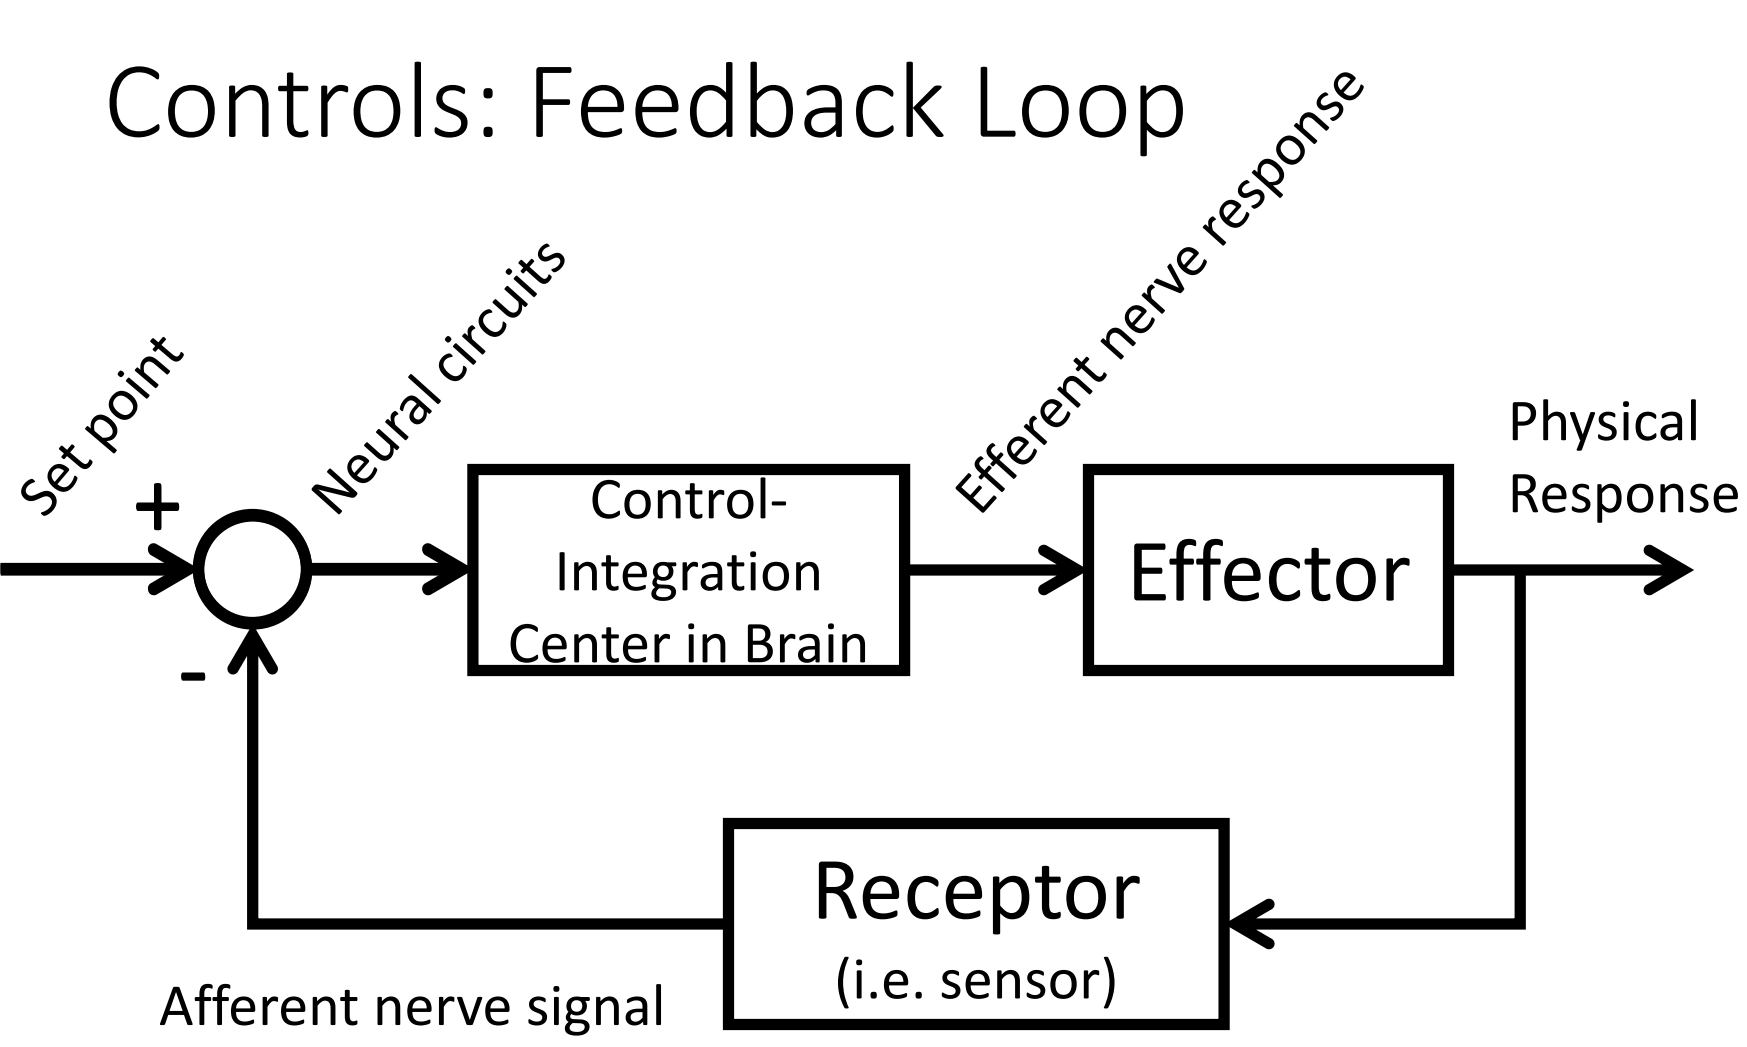 Controls: Feedback Loop
Set point
Neural circuits
Efferent nerve response
Physical
Response
+
-
Control-
Integration
Center in Brain
Effector
Receptor
(i.e. sensor)
Afferent nerve signal